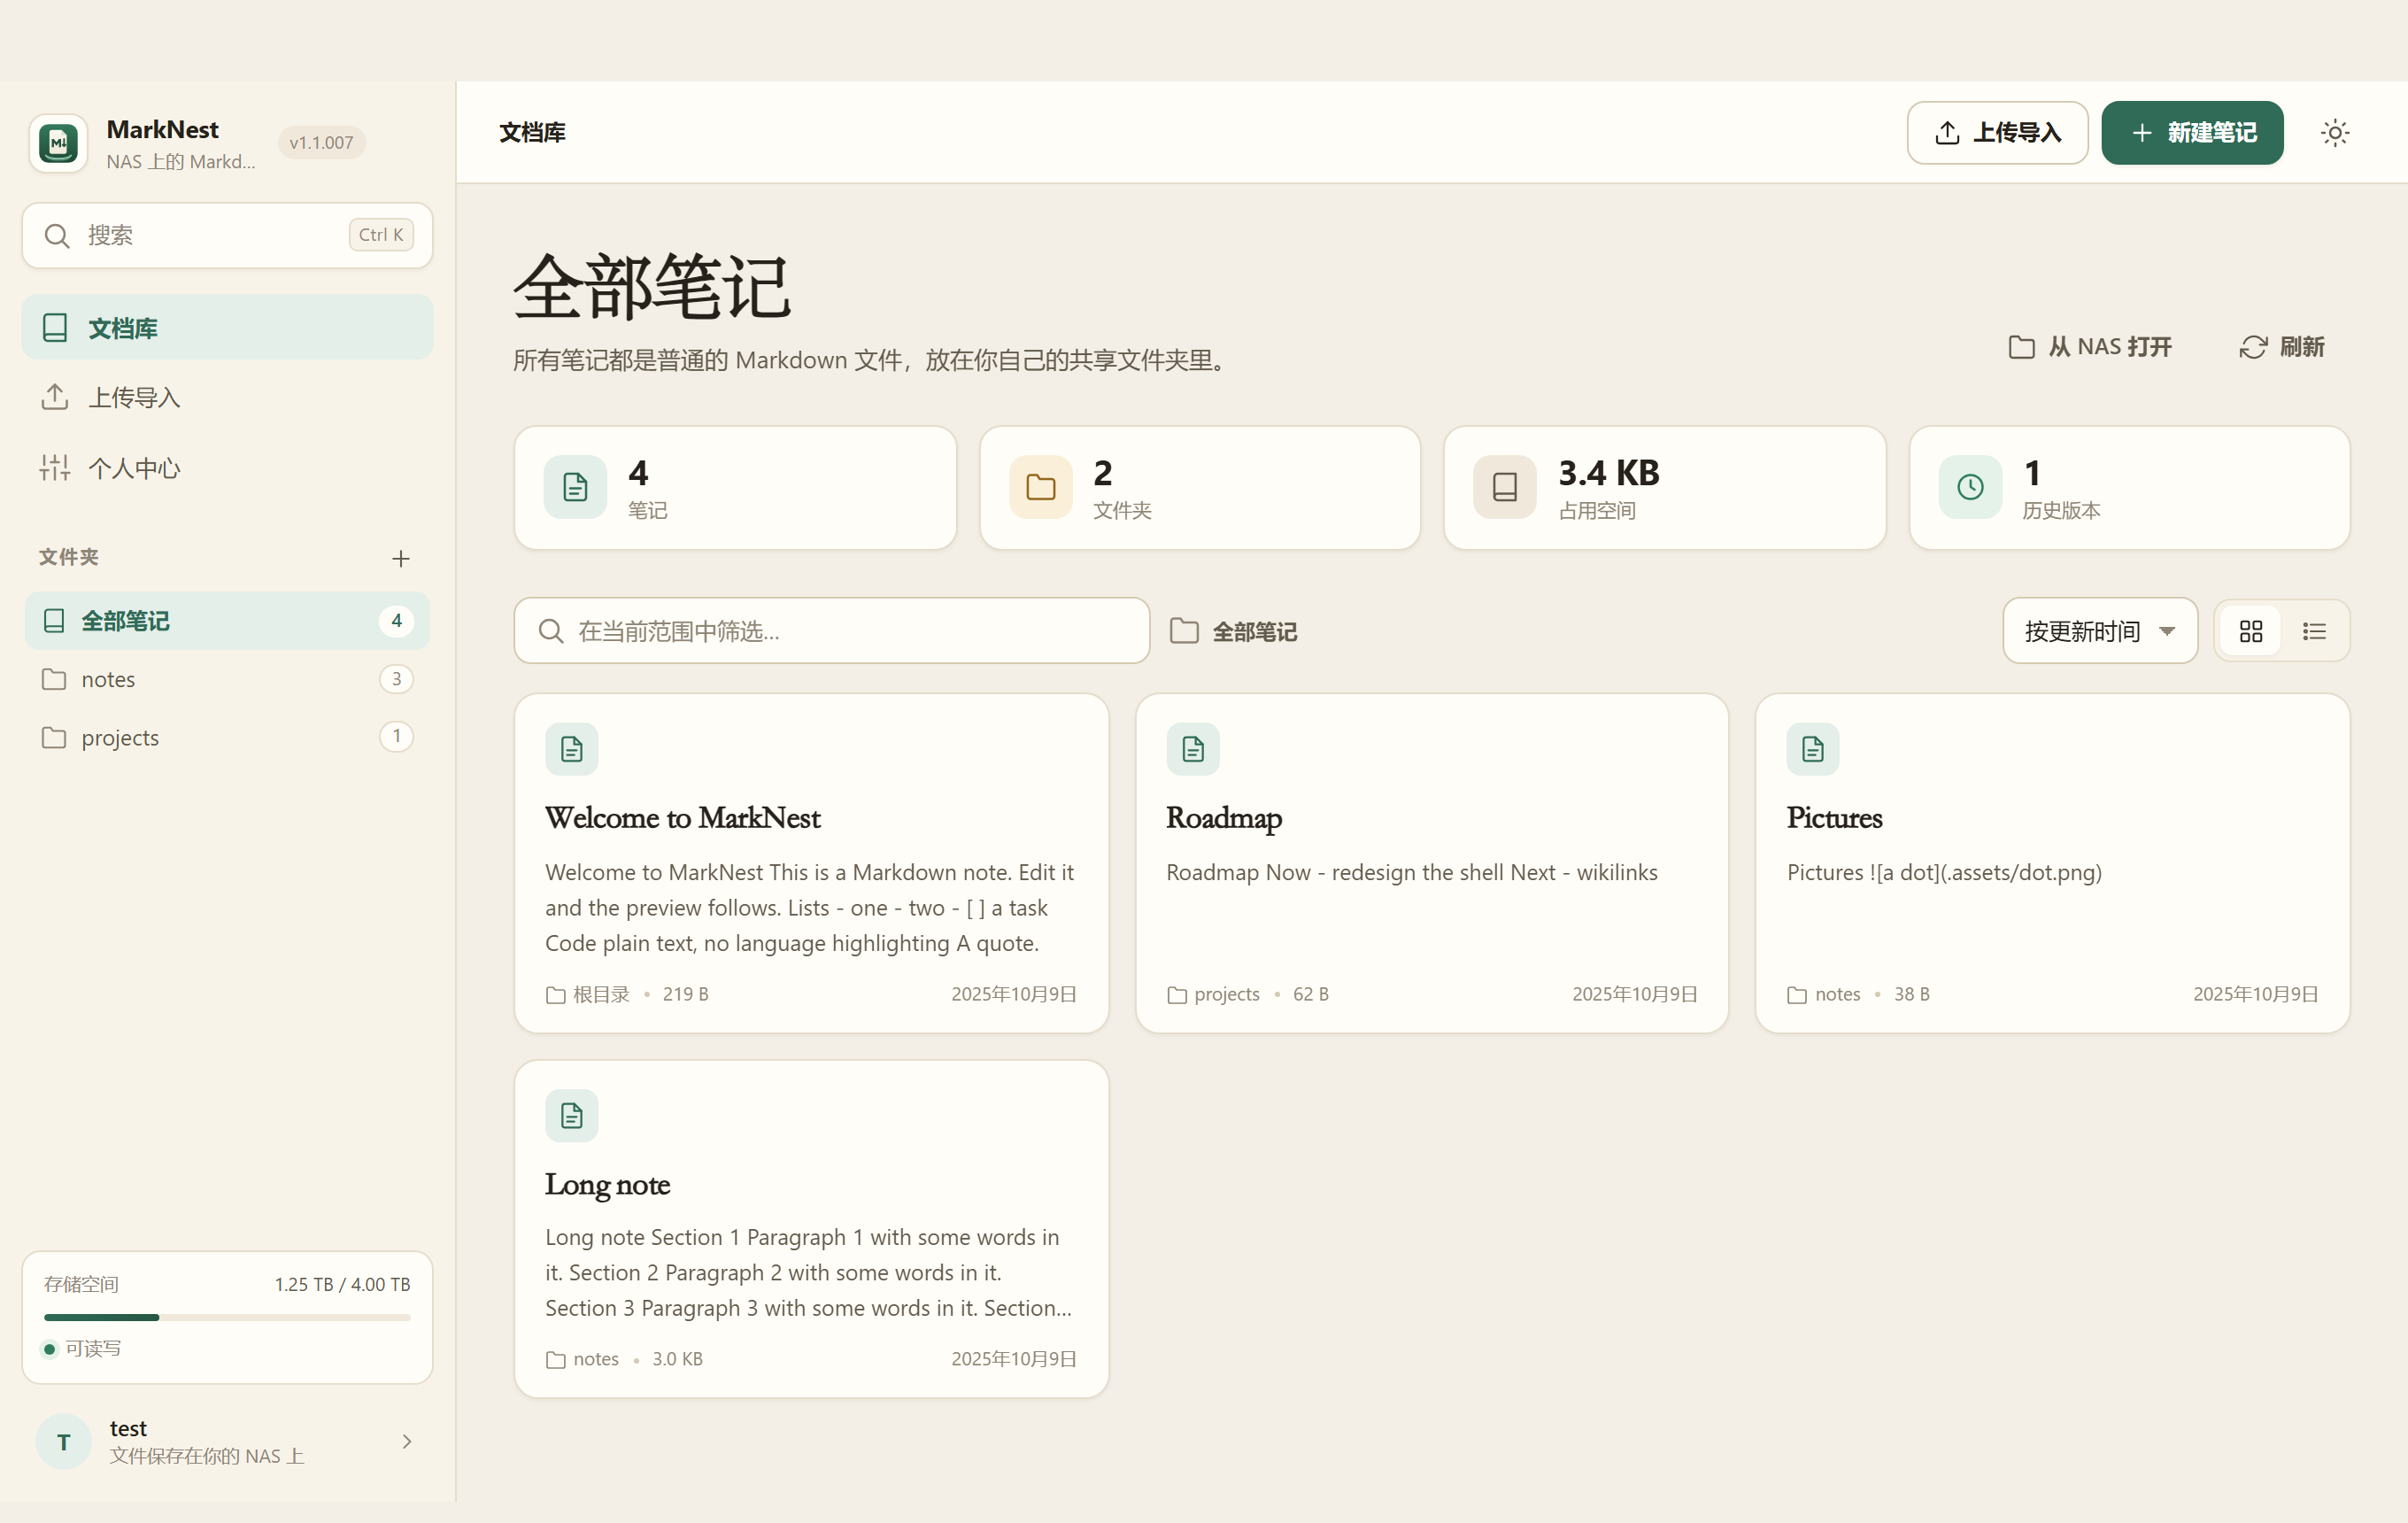 MarkNest
NAS 上的 Markd...
v1.1.007
搜索
Ctrl K
文档库
上传导入
个人中心
文件夹
全部笔记
4
notes
3
projects
1
存储空间
1.25 TB / 4.00 TB
可读写
T
test
文件保存在你的 NAS 上
文档库
上传导入
新建笔记
全部笔记
所有笔记都是普通的 Markdown 文件，放在你自己的共享文件夹里。
从 NAS 打开
刷新
4
笔记
2
文件夹
3.4 KB
占用空间
1
历史版本
在当前范围中筛选...
全部笔记
按更新时间
Welcome to MarkNest
Welcome to MarkNest This is a Markdown note. Edit it
and the preview follows. Lists - one - two - [ ] a task
Code plain text, no language highlighting A quote.
根目录 • 219 B
2025年10月9日
Roadmap
Roadmap Now - redesign the shell Next - wikilinks
projects • 62 B
2025年10月9日
Pictures
Pictures ![a dot](.assets/dot.png)
notes • 38 B
2025年10月9日
Long note
Long note Section 1 Paragraph 1 with some words in
it. Section 2 Paragraph 2 with some words in it.
Section 3 Paragraph 3 with some words in it. Section...
notes • 3.0 KB
2025年10月9日